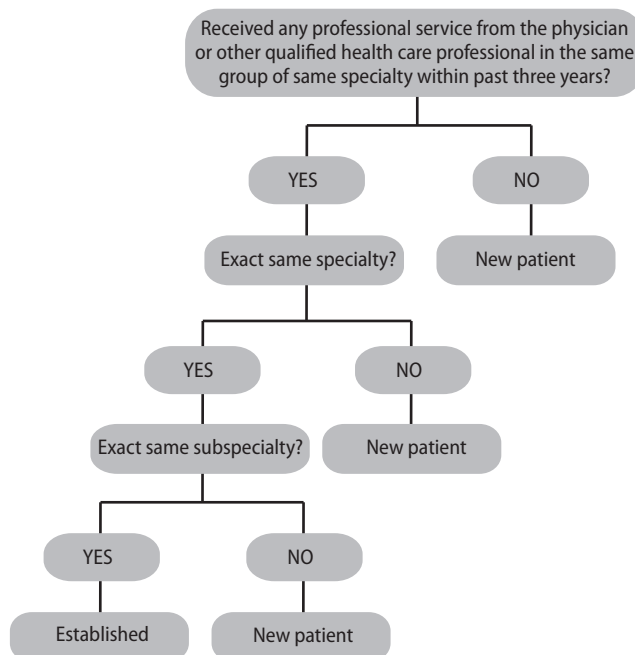 Received any professional service from the physician
or other qualified health care professional in the same
group of same specialty within past three years?
YES
NO
Exact same specialty?
New patient
YES
NO
Exact same subspecialty?
New patient
YES
NO
Established
New patient